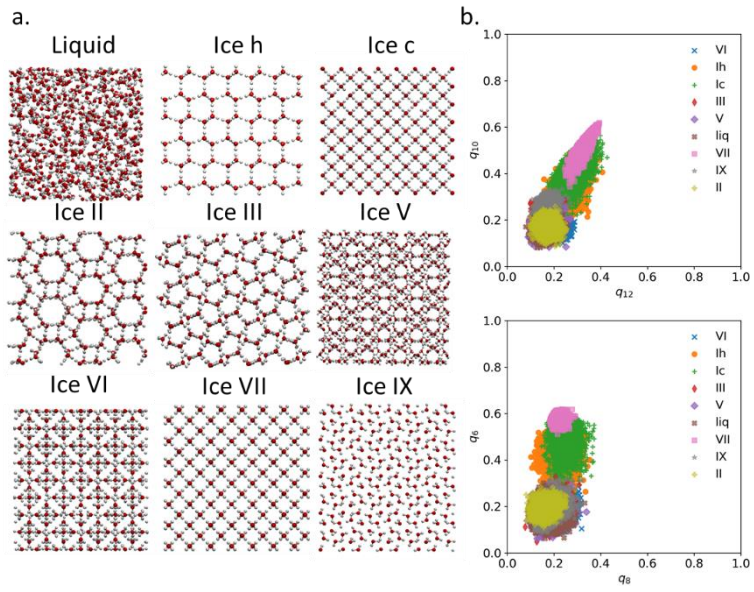 a.
Liquid
Ice h
Ice c
Ice II
Ice III
Ice V
Ice VI
Ice VII
Ice IX
b.
1.0
0.8
0.6
0.4
0.2
0.0
q10
0.0 0.2 0.4 0.6 0.8 1.0
q12
VI
Ih
Ic
III
V
liq
VII
IX
II
1.0
0.8
0.6
0.4
0.2
0.0
q6
0.0 0.2 0.4 0.6 0.8 1.0
q8
VI
Ih
Ic
III
V
liq
VII
IX
II